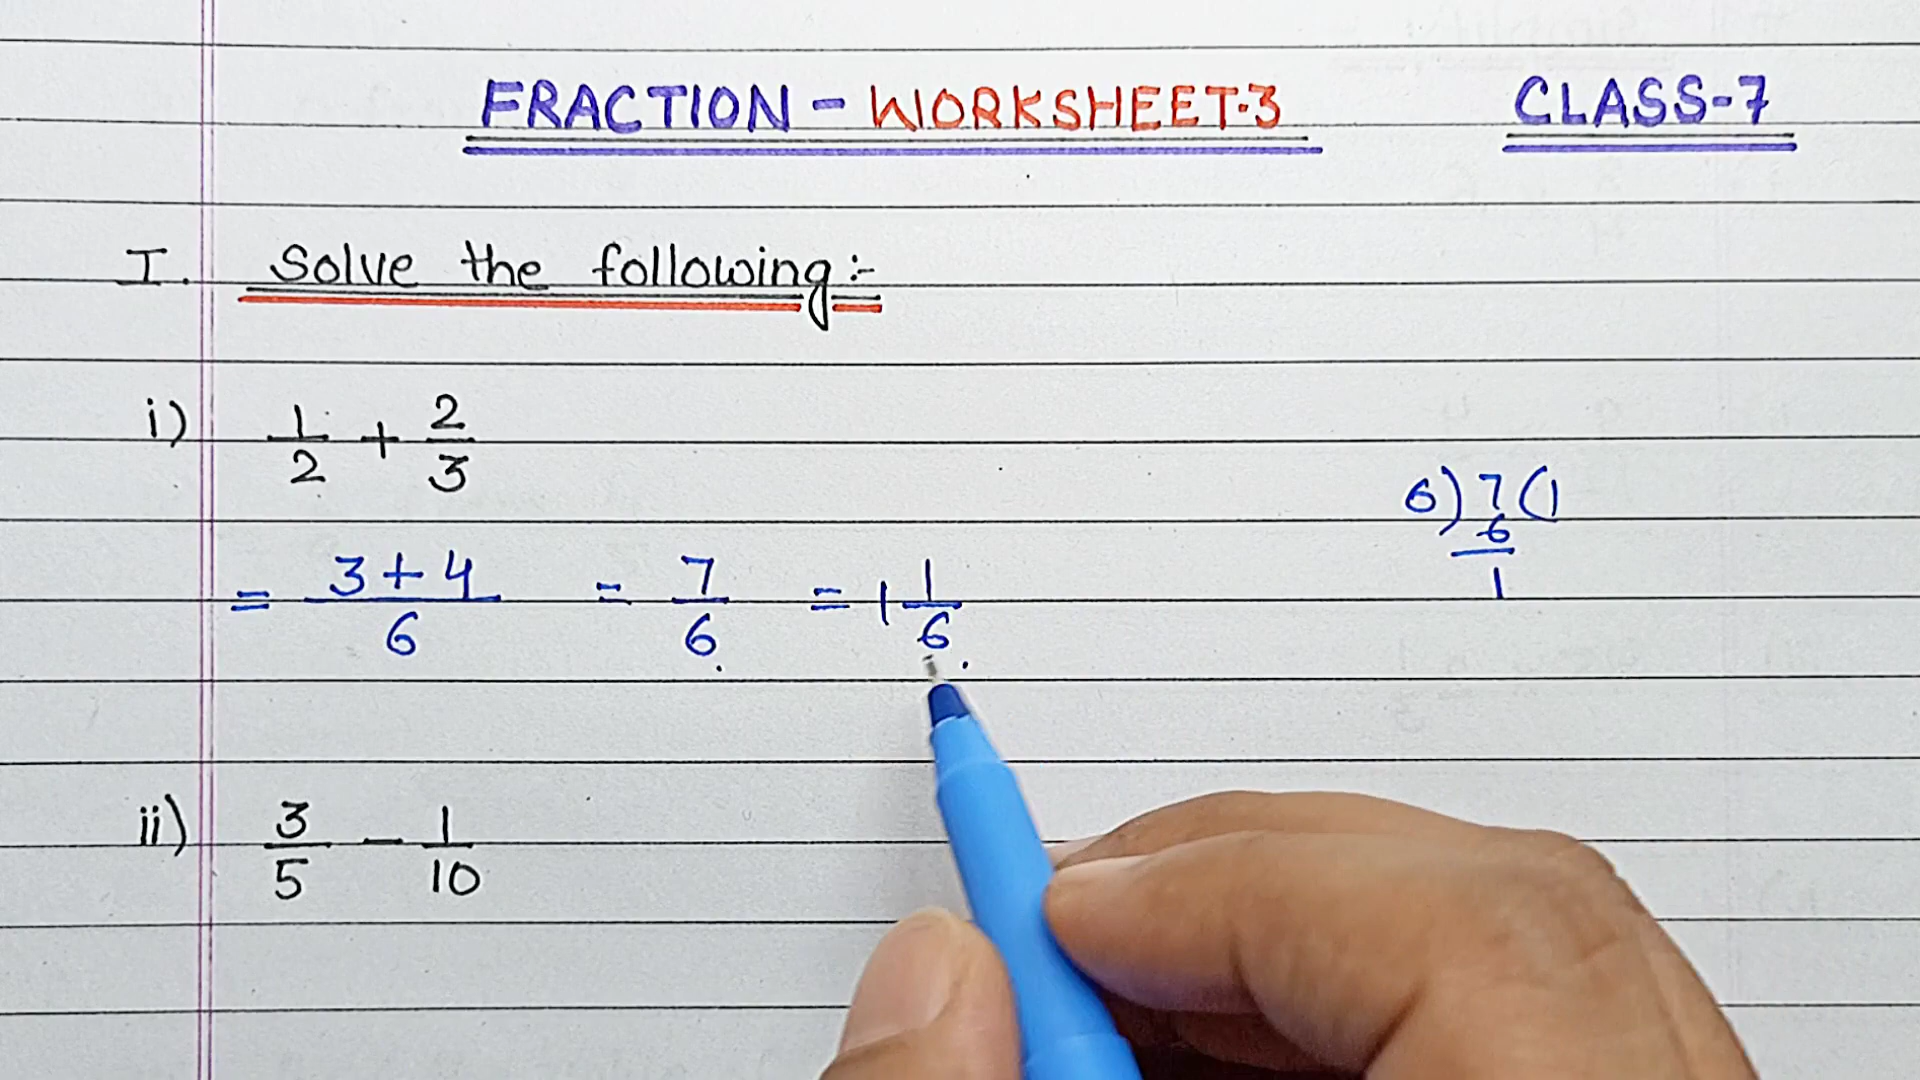 FRACTION - WORKSHEET-3 CLASS-7
I. Solve the following:-
i) 1/2 + 2/3
= 3+4/6 = 7/6 = 1 1/6
6)7(1
6
1
ii) 3/5 - 1/10